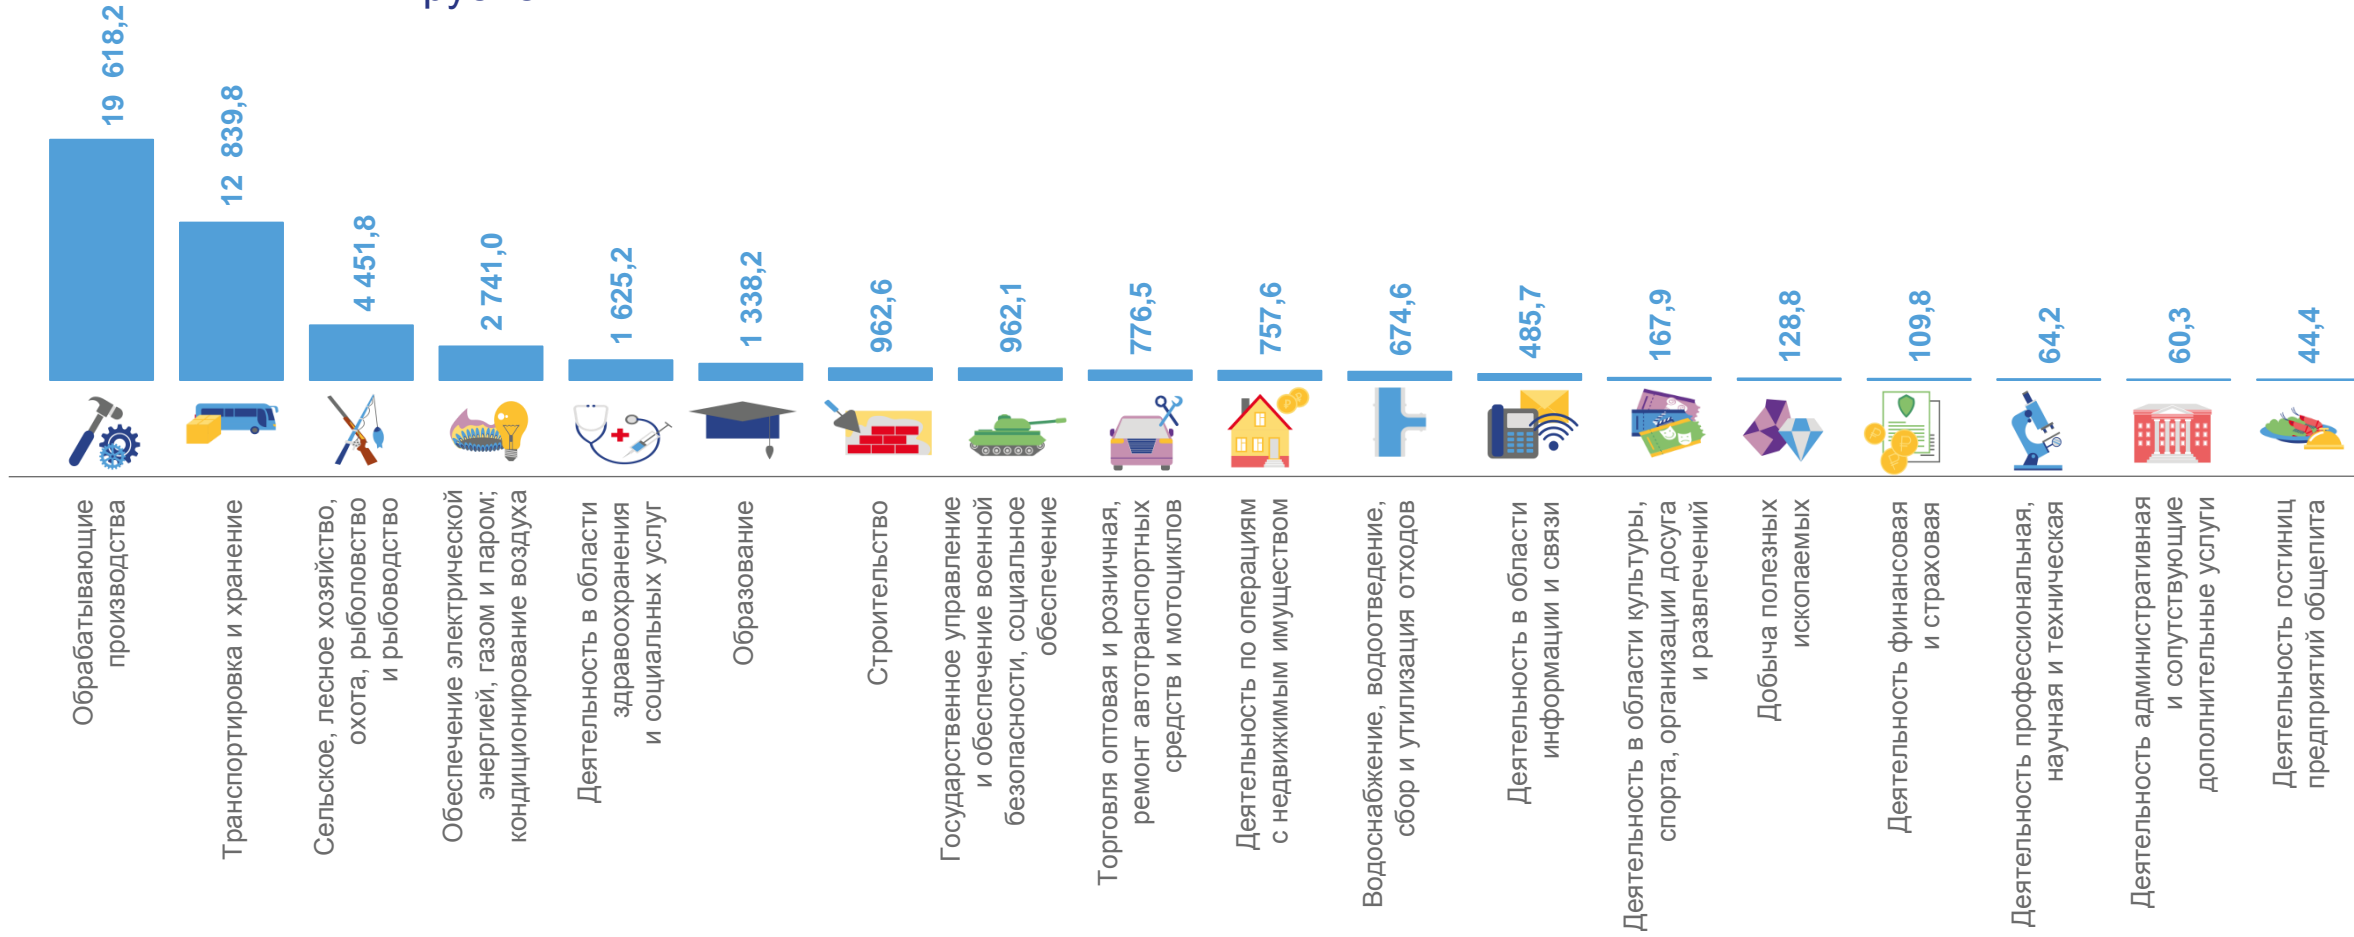 19 618,2
12 839,8
4 451,8
2 741,0
1 625,2
1 338,2
962,6
962,1
776,5
757,6
674,6
485,7
167,9
128,8
109,8
64,2
60,3
44,4
Обрабатывающие
производства
Транспортировка и хранение
Сельское, лесное хозяйство,
охота, рыболовство
и рыбоводство
Обеспечение электрической
энергией, газом и паром;
кондиционирование воздуха
Деятельность в области
здравоохранения
и социальных услуг
Образование
Строительство
Государственное управление
и обеспечение военной
безопасности, социальное
обеспечение
Торговля оптовая и розничная,
ремонт автотранспортных
средств и мотоциклов
Деятельность по операциям
с недвижимым имуществом
Водоснабжение, водоотведение,
сбор и утилизация отходов
Деятельность в области
информации и связи
Деятельность в области культуры,
спорта, организации досуга
и развлечений
Добыча полезных
ископаемых
Деятельность финансовая
и страховая
Деятельность профессиональная,
научная и техническая
Деятельность административная
и сопутствующие
дополнительные услуги
Деятельность гостиниц
предприятий общепита